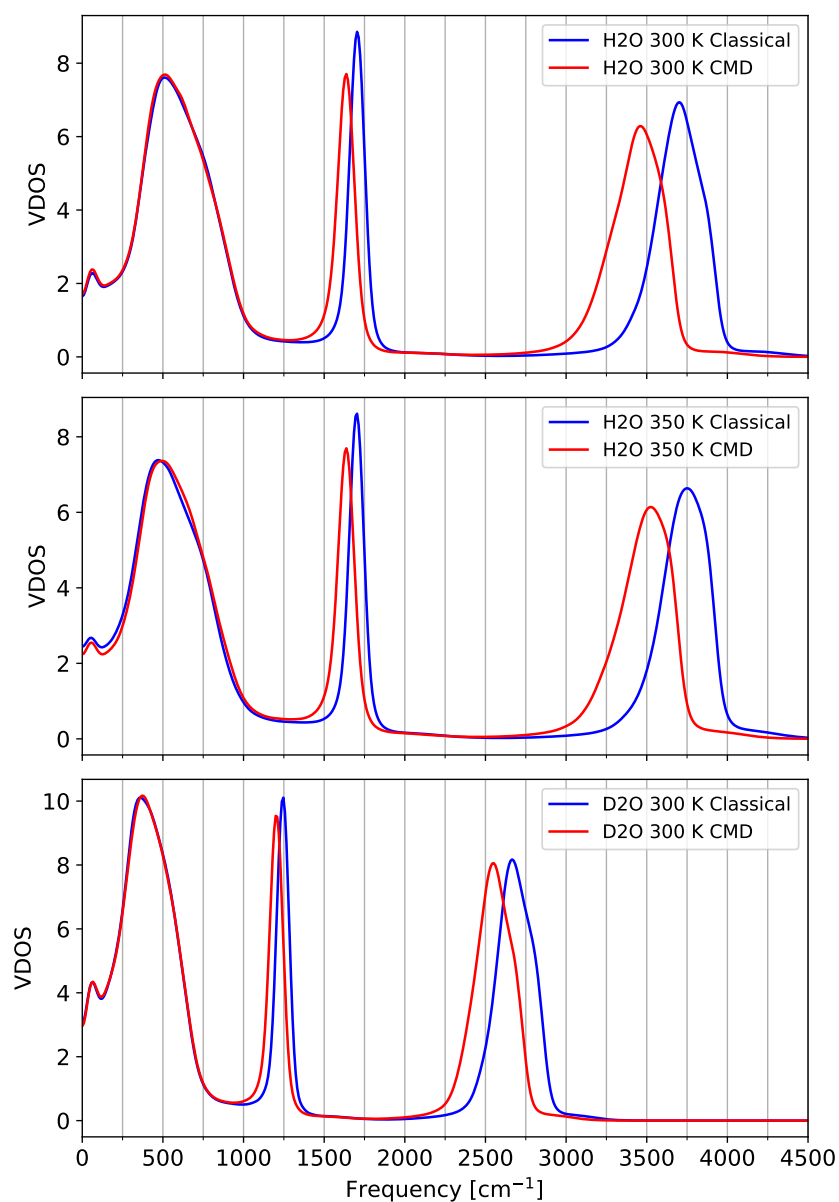 H2O 300 K Classical
H2O 300 K CMD
8
6
4
2
0
VDOS
H2O 350 K Classical
H2O 350 K CMD
8
6
4
2
0
VDOS
D2O 300 K Classical
D2O 300 K CMD
10
8
6
4
2
0
VDOS
0 500 1000 1500 2000 2500 3000 3500 4000 4500
Frequency [cm⁻¹]